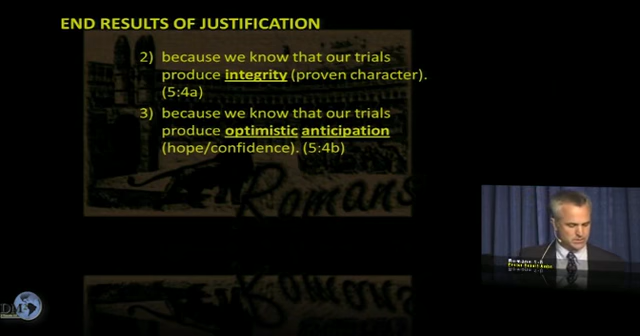 END RESULTS OF JUSTIFICATION
2) because we know that our trials
produce integrity (proven character).
(5:4a)
3) because we know that our trials
produce optimistic anticipation
(hope/confidence). (5:4b)
Romans
DM